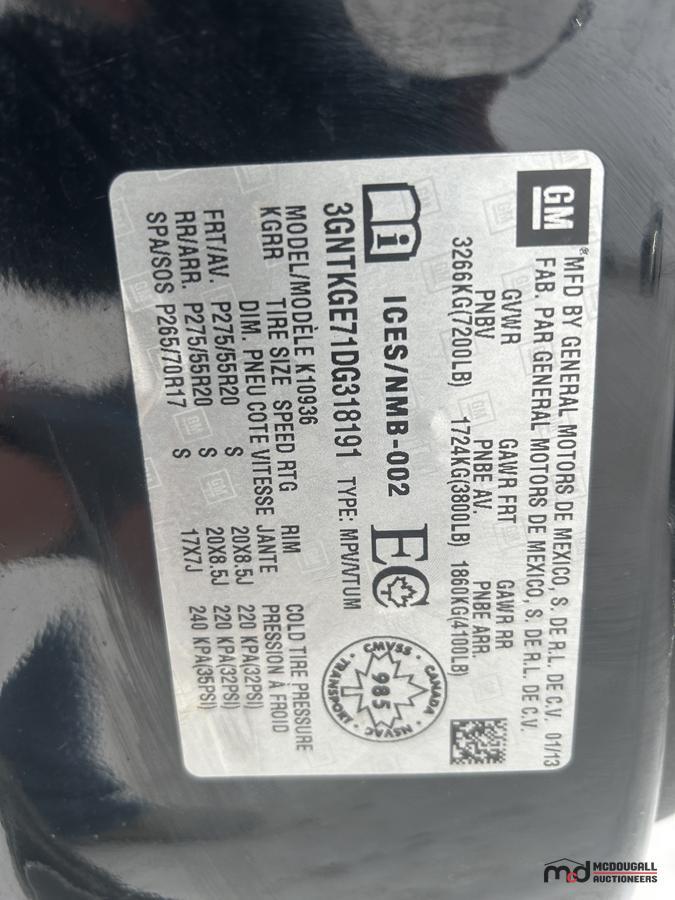 GM
®
MFD BY GENERAL MOTORS DE MEXICO, S. DE R.L. DE C.V. 01/13
FAB. PAR GENERAL MOTORS DE MEXICO, S. DE R.L. DE C.V.
GVWR GAWR FRT GAWR RR
PNBV PNBE AV. PNBE ARR.
3266KG(7200LB) 1724KG(3800LB) 1860KG(4100LB)
i ICES/NMB-002 EC
CMVSS · CANADA · NSVAC · TRANSPORT ·
985
3GNTKGE71DG318191 TYPE: MPV/VTUM
MODEL/MODÈLE K10936
KGRR TIRE SIZE SPEED RTG RIM COLD TIRE PRESSURE
DIM. PNEU COTE VITESSE JANTE PRESSION À FROID
FRT/AV. P275/55R20 S 20X8.5J 220 KPA(32PSI)
RR/ARR. P275/55R20 S 20X8.5J 220 KPA(32PSI)
SPA/SOS P265/70R17 S 17X7J 240 KPA(35PSI)
md MCDOUGALL
AUCTIONEERS